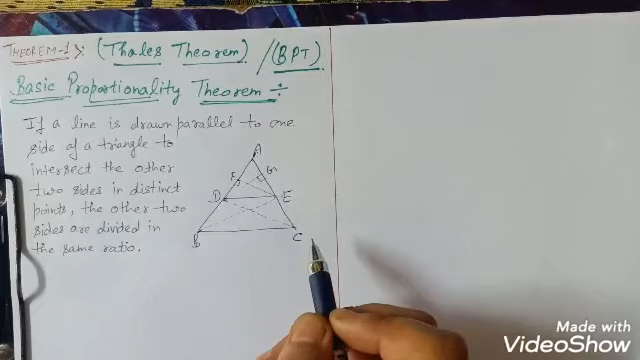 THEOREM-1 : (Thales Theorem) / (BPT)
Basic Proportionality Theorem ÷
If a line is drawn parallel to one
side of a triangle to
intersect the other
two sides in distinct
points, the other two
sides are divided in
the same ratio.
A
F G
D E
B C
Made with
VideoShow